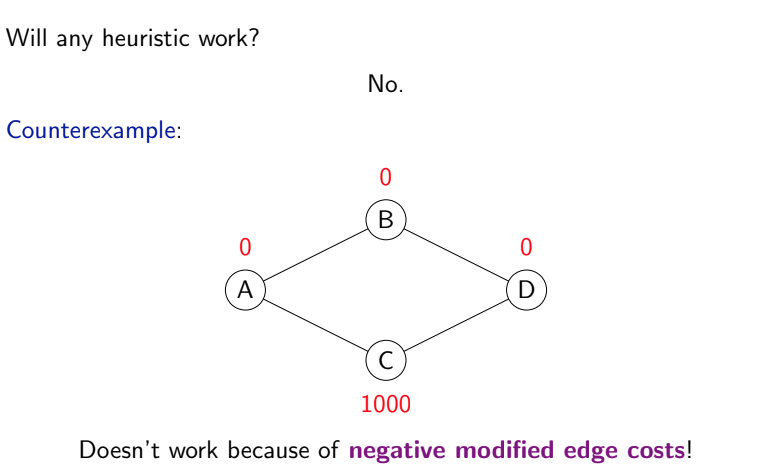 Will any heuristic work?
No.
Counterexample:
0
B
0
0
A
D
C
1000
Doesn't work because of negative modified edge costs!